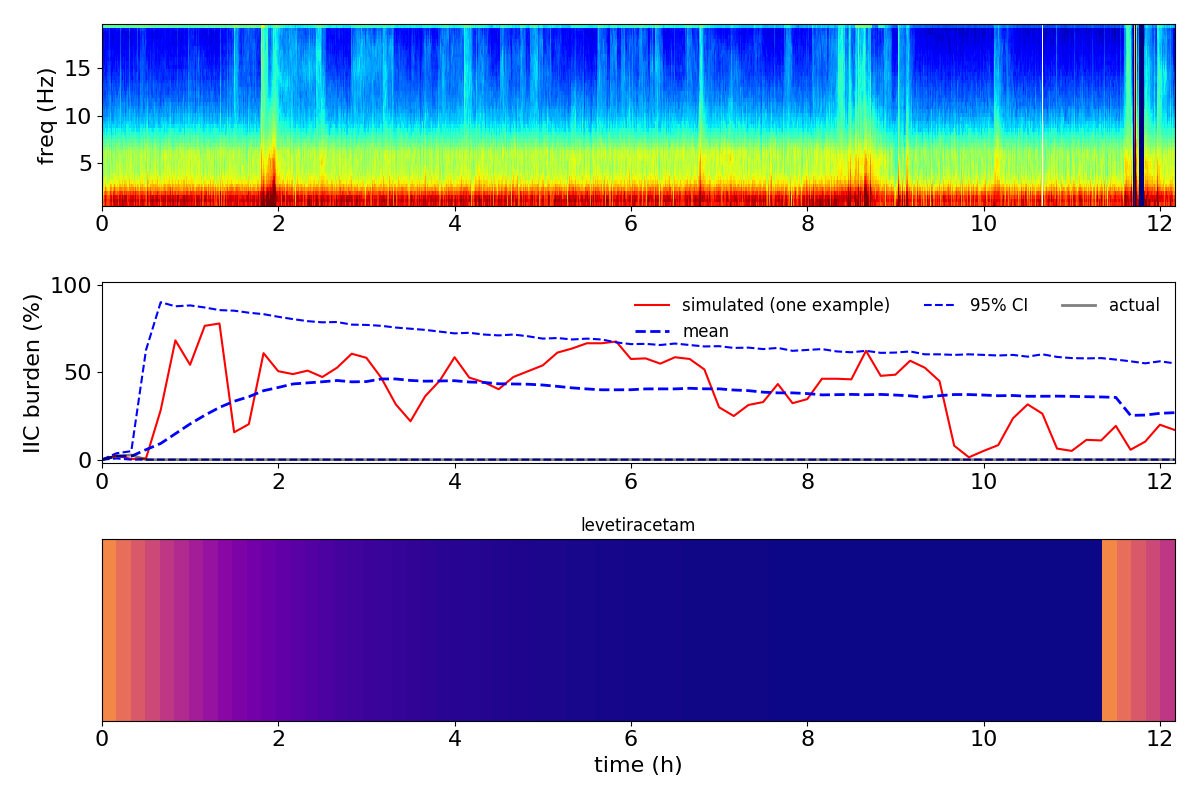 freq (Hz)
15
10
5
0 2 4 6 8 10 12
IIC burden (%)
100
50
0
simulated (one example)
mean
95% CI
actual
0 2 4 6 8 10 12
levetiracetam
0 2 4 6 8 10 12
time (h)